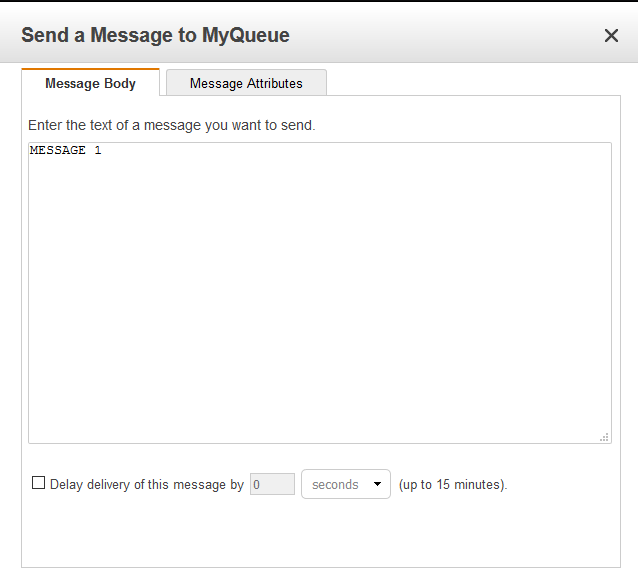 Send a Message to MyQueue
Message Body
Message Attributes
Enter the text of a message you want to send.
MESSAGE 1
Delay delivery of this message by 0 seconds (up to 15 minutes).